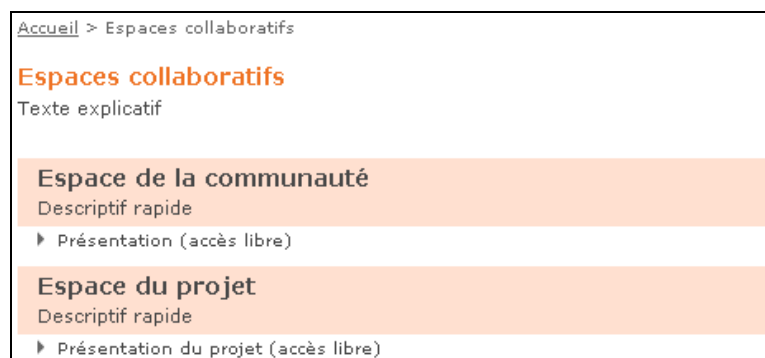 Accueil > Espaces collaboratifs
Espaces collaboratifs
Texte explicatif
Espace de la communauté
Descriptif rapide
Présentation (accès libre)
Espace du projet
Descriptif rapide
Présentation du projet (accès libre)